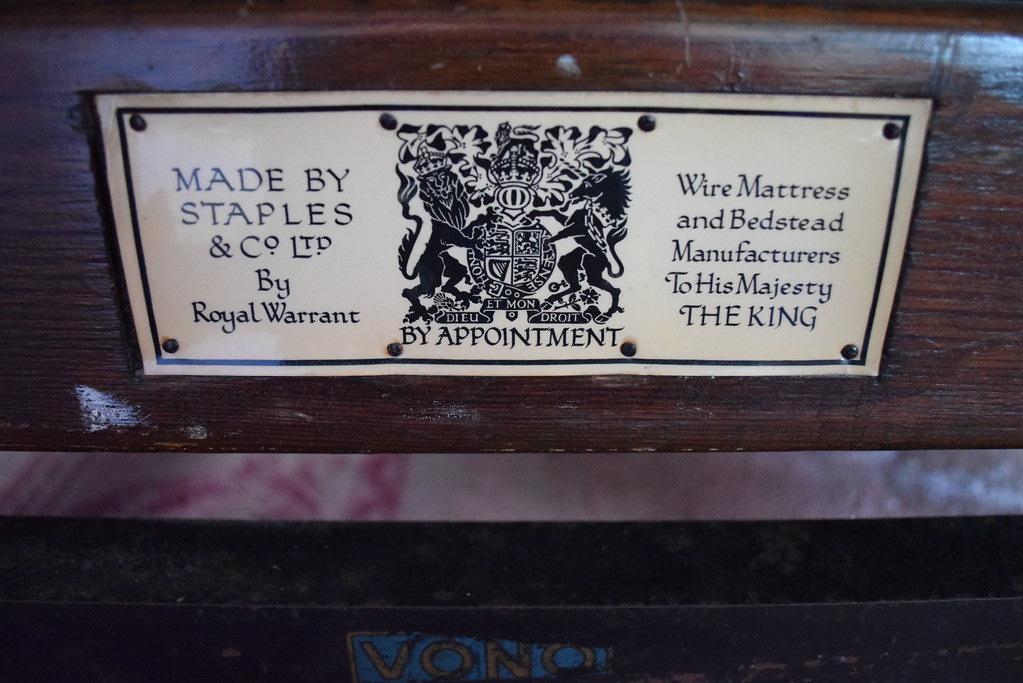 MADE BY
STAPLES
& Co LTD
By
Royal Warrant
DIEU ET MON DROIT
BY APPOINTMENT
Wire Mattress
and Bedstead
Manufacturers
To His Majesty
THE KING
VONO